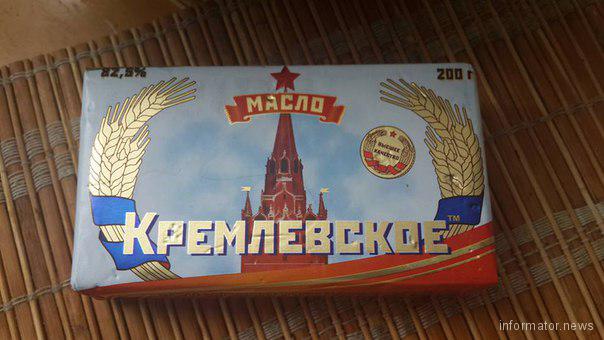 82,5% 200 г
МАСЛО
ВЫСШЕЕ
КАЧЕСТВО
КРЕМЛЕВСКОЕ ™
informator.news